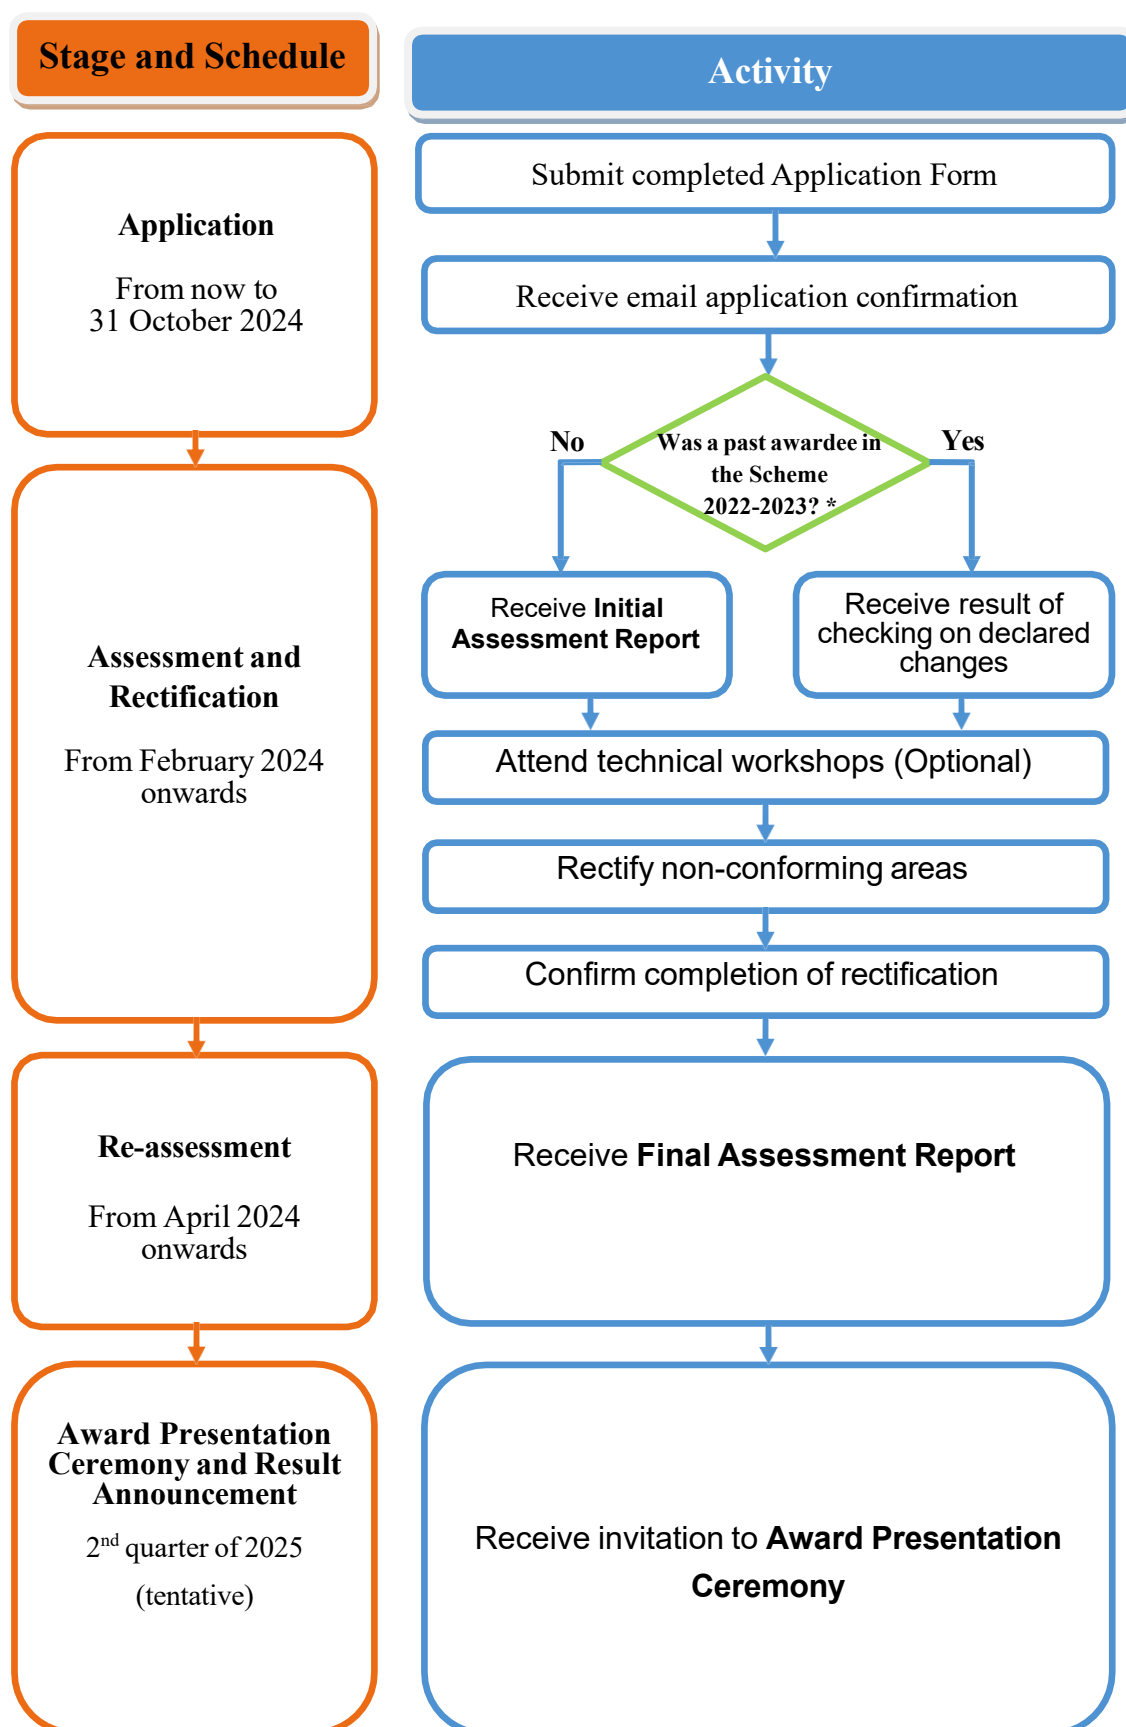 Stage and Schedule
Activity
Application
From now to
31 October 2024
Submit completed Application Form
Receive email application confirmation
No
Was a past awardee in
the Scheme
2022-2023? *
Yes
Assessment and
Rectification
From February 2024
onwards
Receive Initial
Assessment Report
Receive result of
checking on declared
changes
Attend technical workshops (Optional)
Rectify non-conforming areas
Confirm completion of rectification
Re-assessment
From April 2024
onwards
Receive Final Assessment Report
Award Presentation
Ceremony and Result
Announcement
2nd quarter of 2025
(tentative)
Receive invitation to Award Presentation
Ceremony